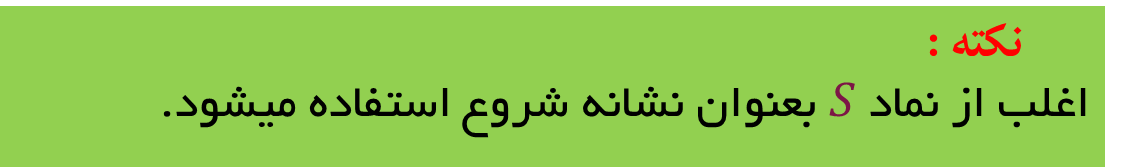 نکته :
اغلب از نماد S بعنوان نشانه شروع استفاده میشود.